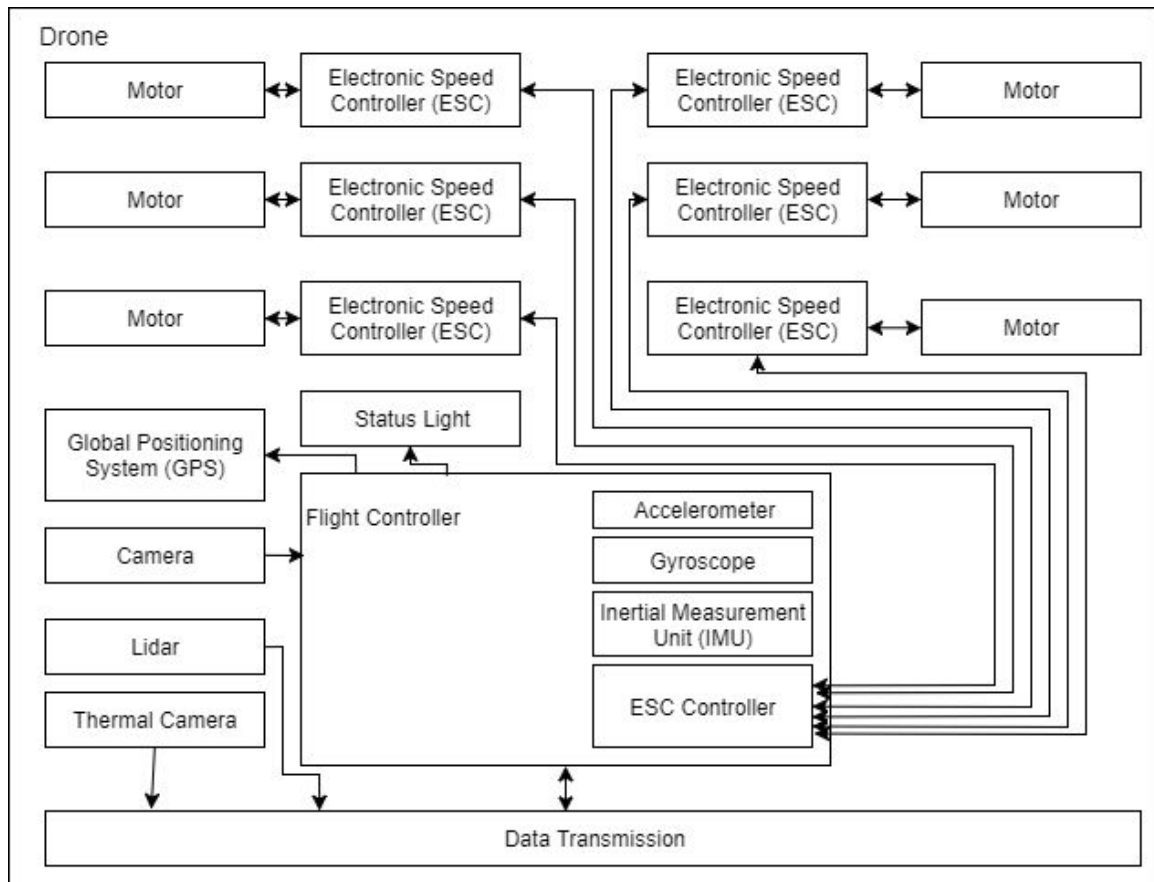 Drone
Motor
Electronic Speed
Controller (ESC)
Electronic Speed
Controller (ESC)
Motor
Motor
Electronic Speed
Controller (ESC)
Electronic Speed
Controller (ESC)
Motor
Motor
Electronic Speed
Controller (ESC)
Electronic Speed
Controller (ESC)
Motor
Status Light
Global Positioning
System (GPS)
Flight Controller
Accelerometer
Camera
Gyroscope
Inertial Measurement
Unit (IMU)
Lidar
ESC Controller
Thermal Camera
Data Transmission